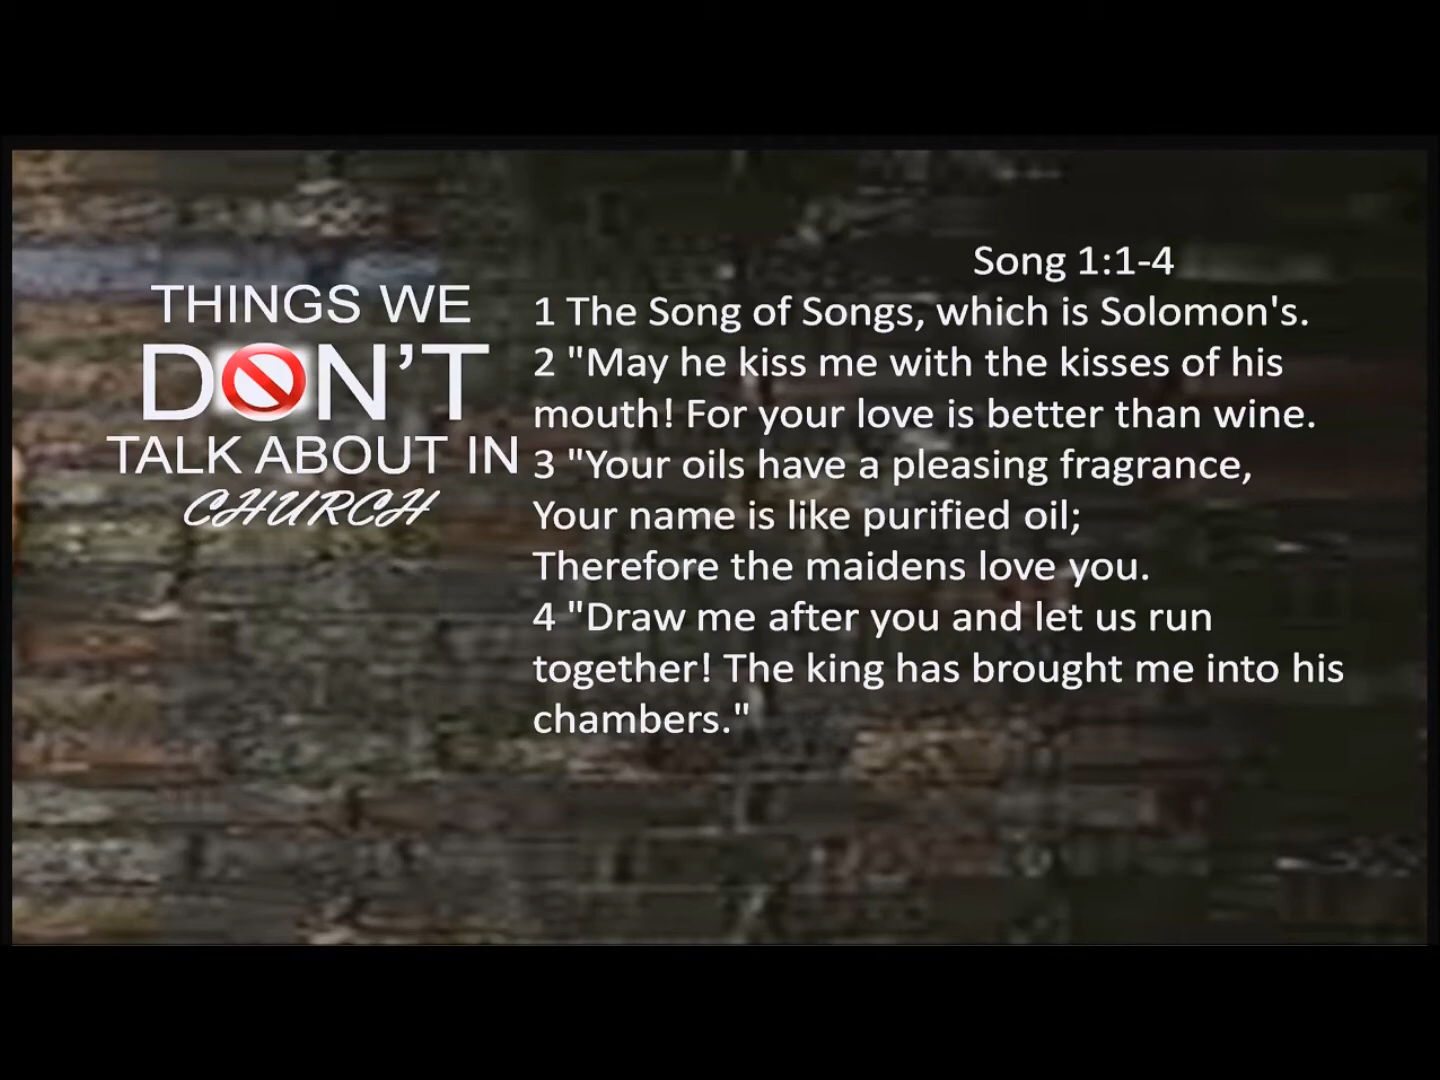 THINGS WE
DON'T
TALK ABOUT IN
CHURCH
Song 1:1-4
1 The Song of Songs, which is Solomon's.
2 "May he kiss me with the kisses of his
mouth! For your love is better than wine.
3 "Your oils have a pleasing fragrance,
Your name is like purified oil;
Therefore the maidens love you.
4 "Draw me after you and let us run
together! The king has brought me into his
chambers."